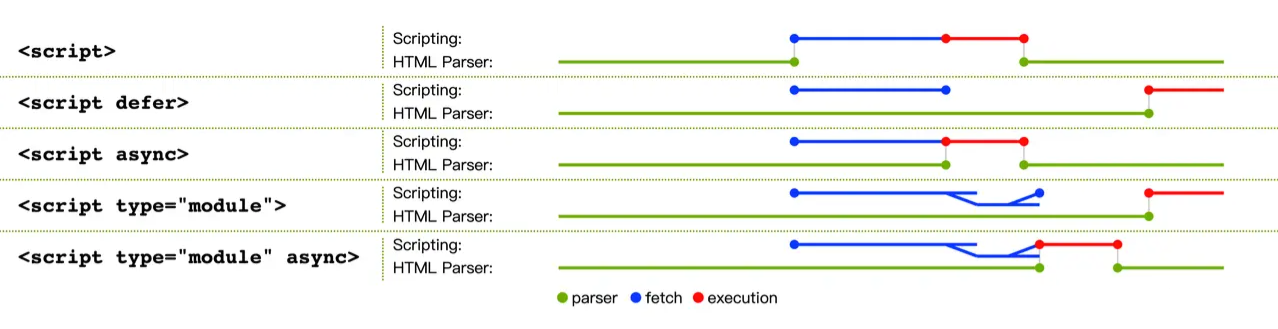 <script>
Scripting:
HTML Parser:
<script defer>
Scripting:
HTML Parser:
<script async>
Scripting:
HTML Parser:
<script type="module">
Scripting:
HTML Parser:
<script type="module" async>
Scripting:
HTML Parser:
parser fetch execution